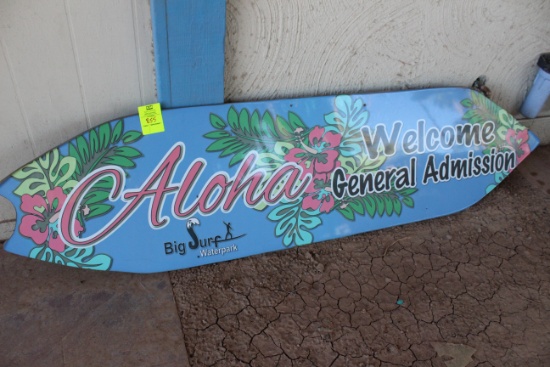 Aloha
Welcome
General Admission
Big Surf
Waterpark